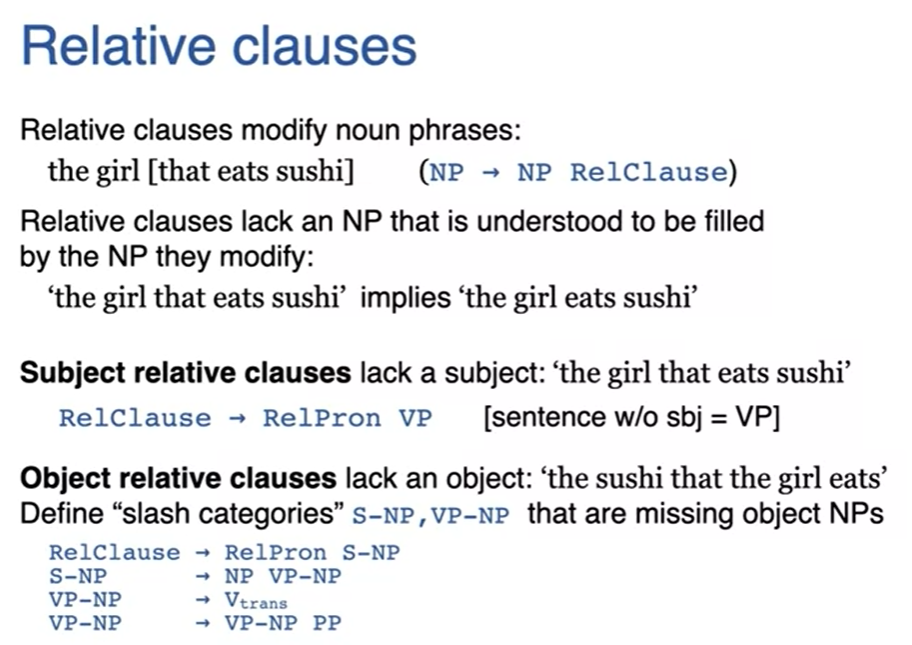 Relative clauses
Relative clauses modify noun phrases:
the girl [that eats sushi] (NP → NP RelClause)
Relative clauses lack an NP that is understood to be filled
by the NP they modify:
‘the girl that eats sushi’ implies ‘the girl eats sushi’
Subject relative clauses lack a subject: ‘the girl that eats sushi’
RelClause → RelPron VP [sentence w/o sbj = VP]
Object relative clauses lack an object: ‘the sushi that the girl eats’
Define “slash categories” S-NP,VP-NP that are missing object NPs
RelClause → RelPron S-NP
S-NP → NP VP-NP
VP-NP → Vtrans
VP-NP → VP-NP PP